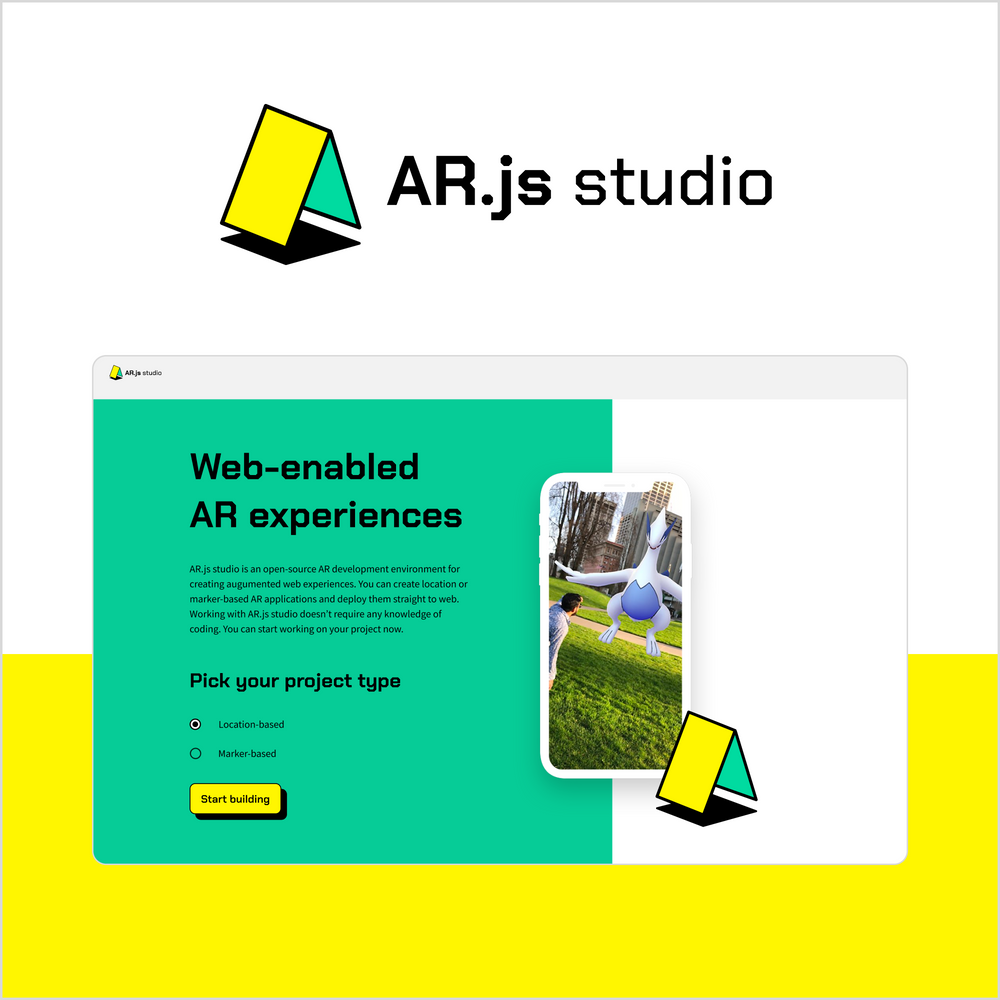 AR.js studio
AR.js studio
Web-enabled
AR experiences
AR.js studio is an open-source AR development environment for
creating augumented web experiences. You can create location or
marker-based AR applications and deploy them straight to web.
Working with AR.js studio doesn't require any knowledge of
coding. You can start working on your project now.
Pick your project type
Location-based
Marker-based
Start building